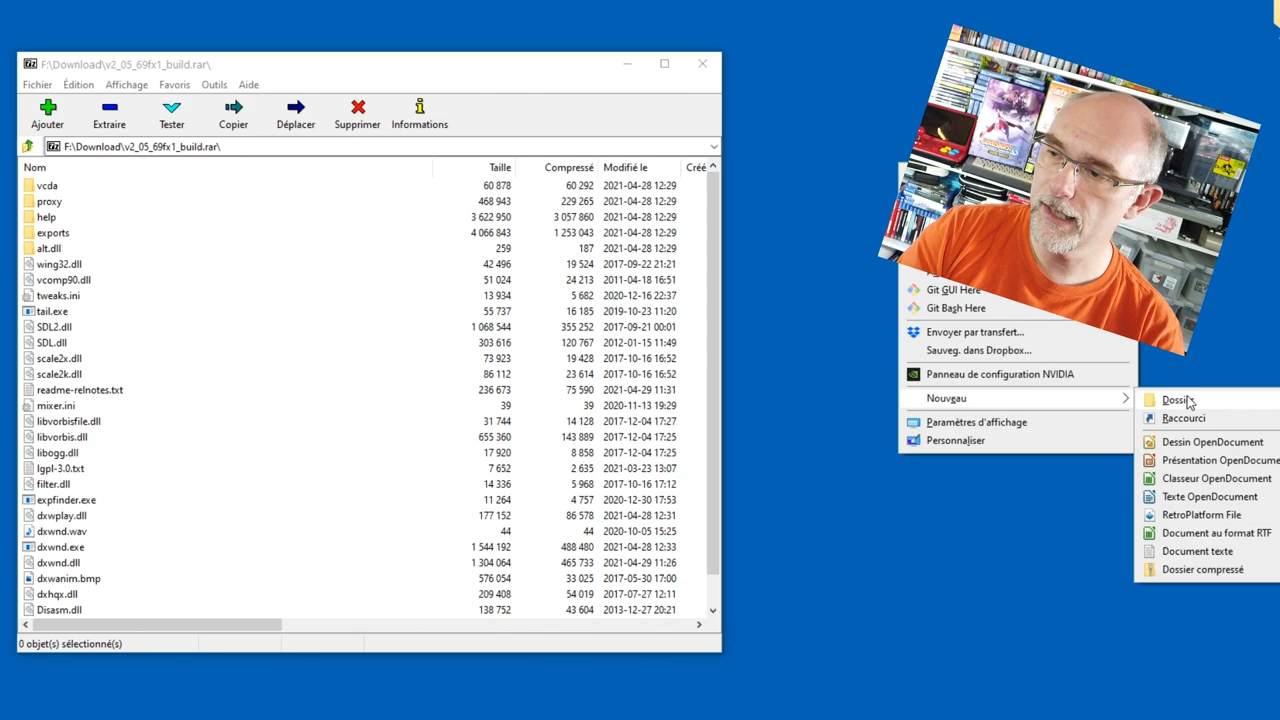 F:\Download\v2_05_69fx1_build.rar\
Fichier Édition Affichage Favoris Outils Aide
Ajouter Extraire Tester Copier Déplacer Supprimer Informations
F:\Download\v2_05_69fx1_build.rar\
Nom Taille Compressé Modifié le Créé
vcda 60 878 60 292 2021-04-28 12:29
proxy 468 943 229 265 2021-04-28 12:29
help 3 622 950 3 057 860 2021-04-28 12:29
exports 4 066 843 1 253 043 2021-04-28 12:29
alt.dll 259 187 2021-04-28 12:29
wing32.dll 42 496 19 524 2017-09-22 21:21
vcomp90.dll 51 024 24 213 2011-04-18 16:51
tweaks.ini 13 934 5 682 2020-12-16 22:37
tail.exe 55 737 16 185 2019-10-23 11:20
SDL2.dll 1 068 544 355 252 2017-09-21 00:01
SDL.dll 303 616 120 767 2012-01-15 11:49
scale2x.dll 73 923 19 428 2017-10-16 16:52
scale2k.dll 86 112 23 614 2017-10-16 16:52
readme-relnotes.txt 236 673 75 590 2021-04-29 11:31
mixer.ini 39 39 2020-11-13 19:29
libvorbisfile.dll 31 744 14 128 2017-12-04 17:27
libvorbis.dll 655 360 143 889 2017-12-04 17:25
libogg.dll 17 920 8 858 2017-12-04 17:25
lgpl-3.0.txt 7 652 2 635 2021-03-23 13:07
filter.dll 14 336 5 968 2017-10-16 17:12
expfinder.exe 11 264 4 757 2020-12-30 17:53
dxwplay.dll 177 152 86 578 2021-04-28 12:31
dxwnd.wav 44 44 2020-10-05 15:25
dxwnd.exe 1 544 192 488 480 2021-04-28 12:33
dxwnd.dll 1 304 064 465 733 2021-04-29 11:26
dxwanim.bmp 576 054 33 025 2017-05-30 17:00
dxhqx.dll 209 408 54 019 2017-07-27 12:11
Disasm.dll 138 752 43 604 2013-12-27 20:21
0 objet(s) sélectionné(s)
Git GUI Here
Git Bash Here
Envoyer par transfert...
Sauveg. dans Dropbox...
Panneau de configuration NVIDIA
Nouveau
Paramètres d'affichage
Personnaliser
Raccourci
Dessin OpenDocument
Présentation OpenDocume
Classeur OpenDocument
Texte OpenDocument
RetroPlatform File
Document au format RTF
Document texte
Dossier compressé